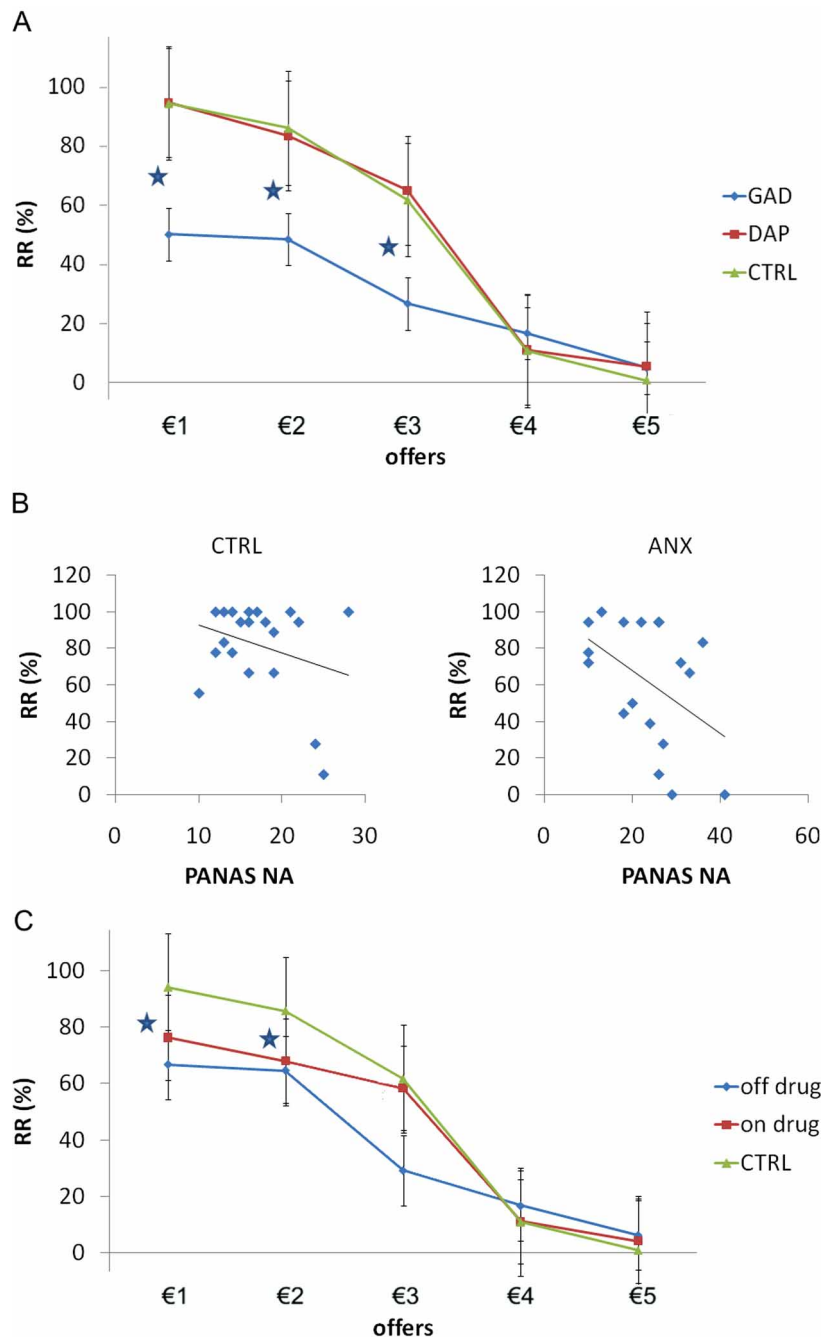 A
100
80
60
40
20
0
RR (%)
€1 €2 €3 €4 €5
offers
GAD
DAP
CTRL
B
CTRL
120
100
80
60
40
20
0
RR (%)
0 10 20 30
PANAS NA
ANX
120
100
80
60
40
20
0
RR (%)
0 20 40 60
PANAS NA
C
100
80
60
40
20
0
RR (%)
€1 €2 €3 €4 €5
offers
off drug
on drug
CTRL